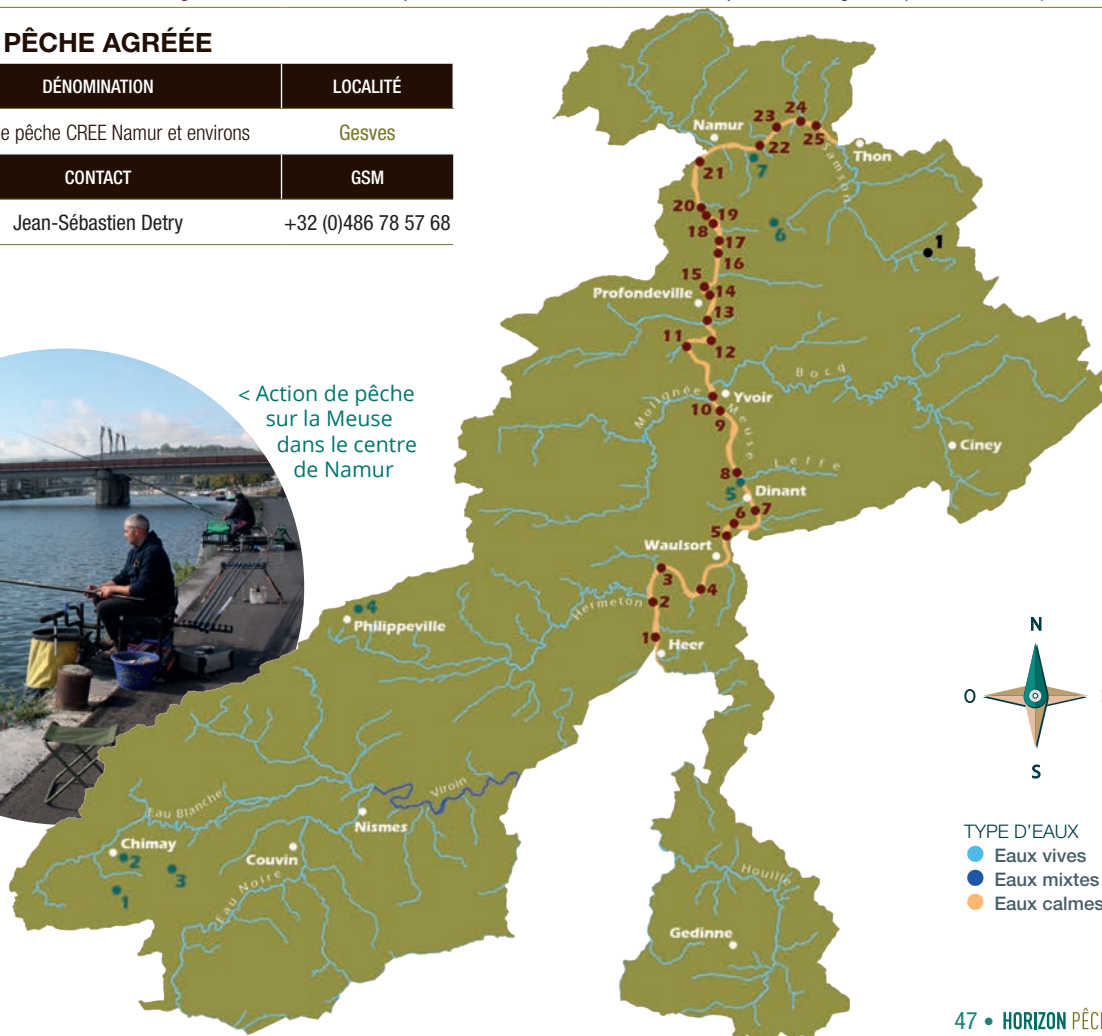 PÊCHE AGRÉÉE
DÉNOMINATION LOCALITÉ
e pêche CREE Namur et environs Gesves
CONTACT GSM
Jean-Sébastien Detry +32 (0)486 78 57 68
< Action de pêche
sur la Meuse
dans le centre
de Namur
24
23
Namur
25
22
Thon
7
21
Samson
20
19
6
18
1
17
16
15
Profondeville
14
13
11
12
Bocq
Molignée
Yvoir
10
Meuse
9
Ciney
8
Leffe
5
Dinant
6
7
5
Waulsort
3
4
Hermeton
2
4
Philippeville
1
Heer
N
O
S
Viroin
Eau Blanche
Nismes
Chimay
2
Couvin
3
1
Eau Noire
Houille
Gedinne
TYPE D'EAUX
Eaux vives
Eaux mixtes
Eaux calmes
47 • HORIZON PÊCH